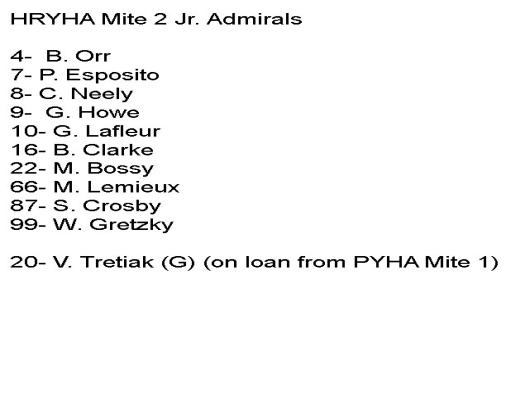 HRYHA Mite 2 Jr. Admirals
4-  B. Orr
7- P. Esposito
8- C. Neely
9-  G. Howe
10- G. Lafleur
16- B. Clarke
22- M. Bossy
66- M. Lemieux
87- S. Crosby
99- W. Gretzky
20- V. Tretiak (G) (on loan from PYHA Mite 1)